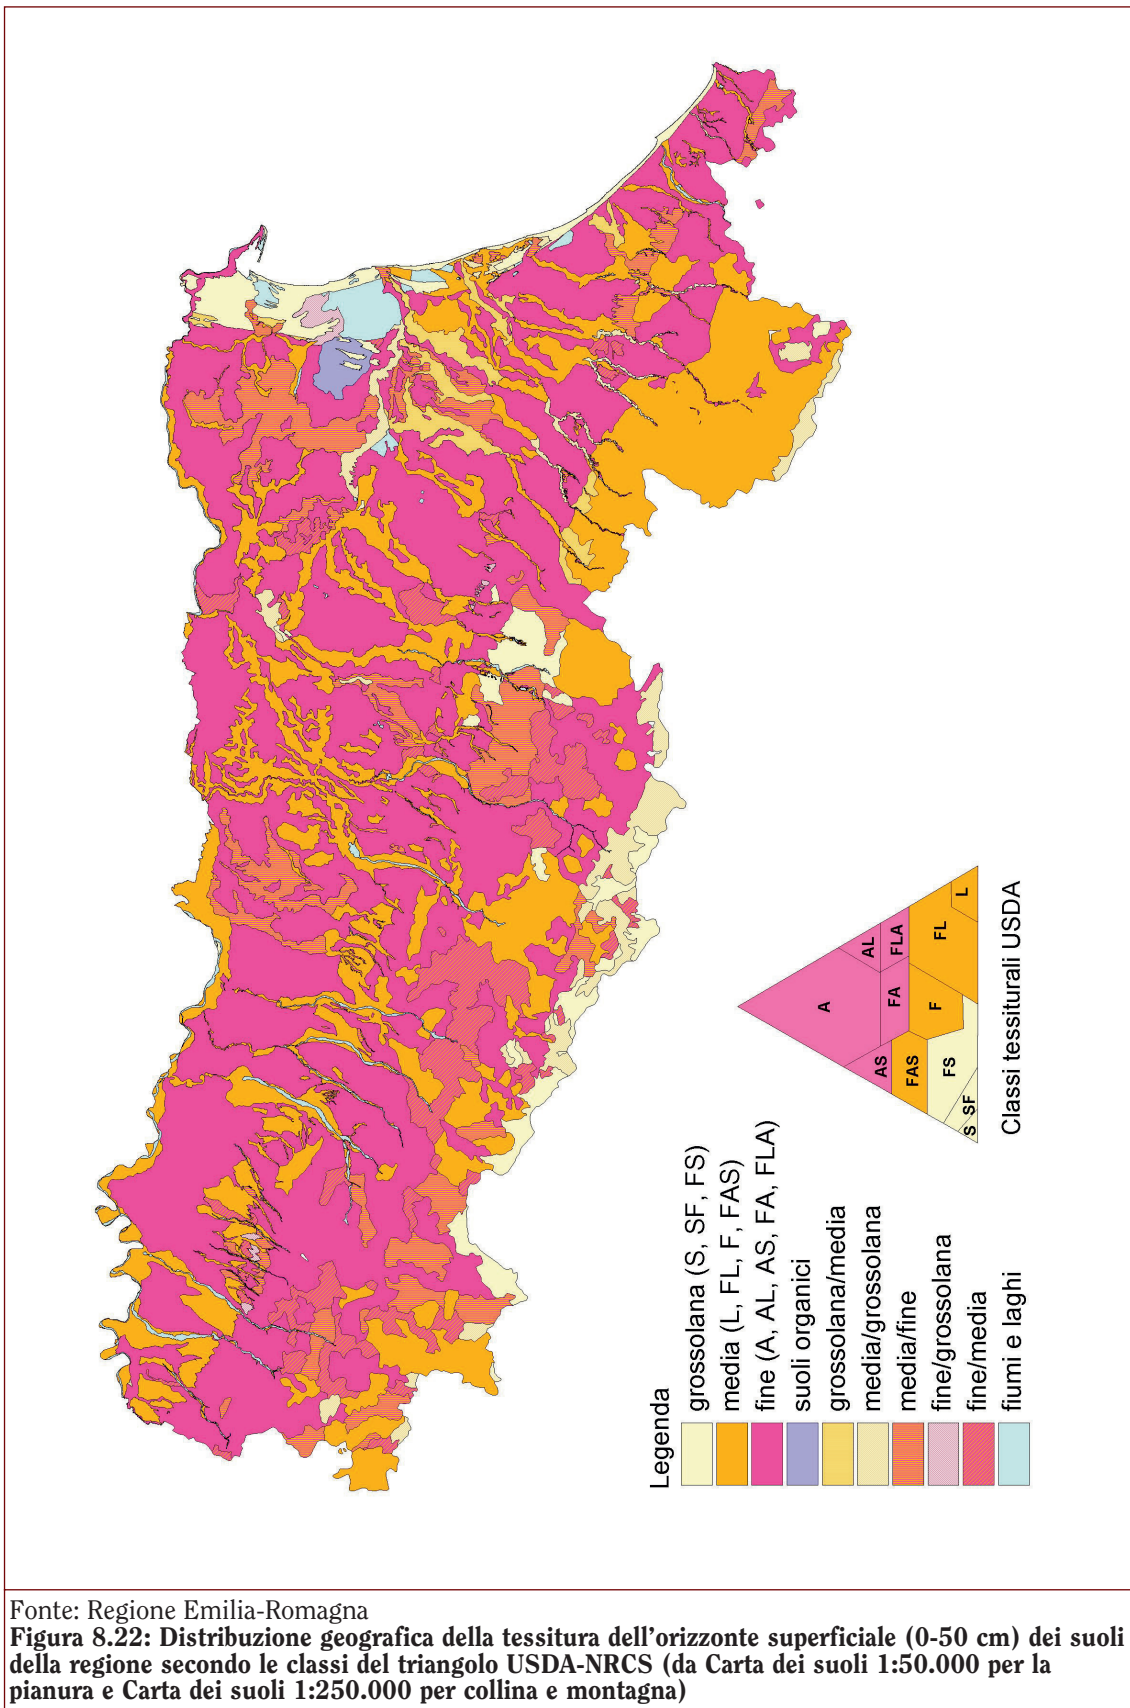 Legenda
grossolana (S, SF, FS)
media (L, FL, F, FAS)
fine (A, AL, AS, FA, FLA)
suoli organici
grossolana/media
media/grossolana
media/fine
fine/grossolana
fine/media
fiumi e laghi
A
AS
FA
AL
FLA
FAS
F
FL
FS
S
SF
L
Classi tessiturali USDA
Fonte: Regione Emilia-Romagna
Figura 8.22: Distribuzione geografica della tessitura dell'orizzonte superficiale (0-50 cm) dei suoli
della regione secondo le classi del triangolo USDA-NRCS (da Carta dei suoli 1:50.000 per la
pianura e Carta dei suoli 1:250.000 per collina e montagna)